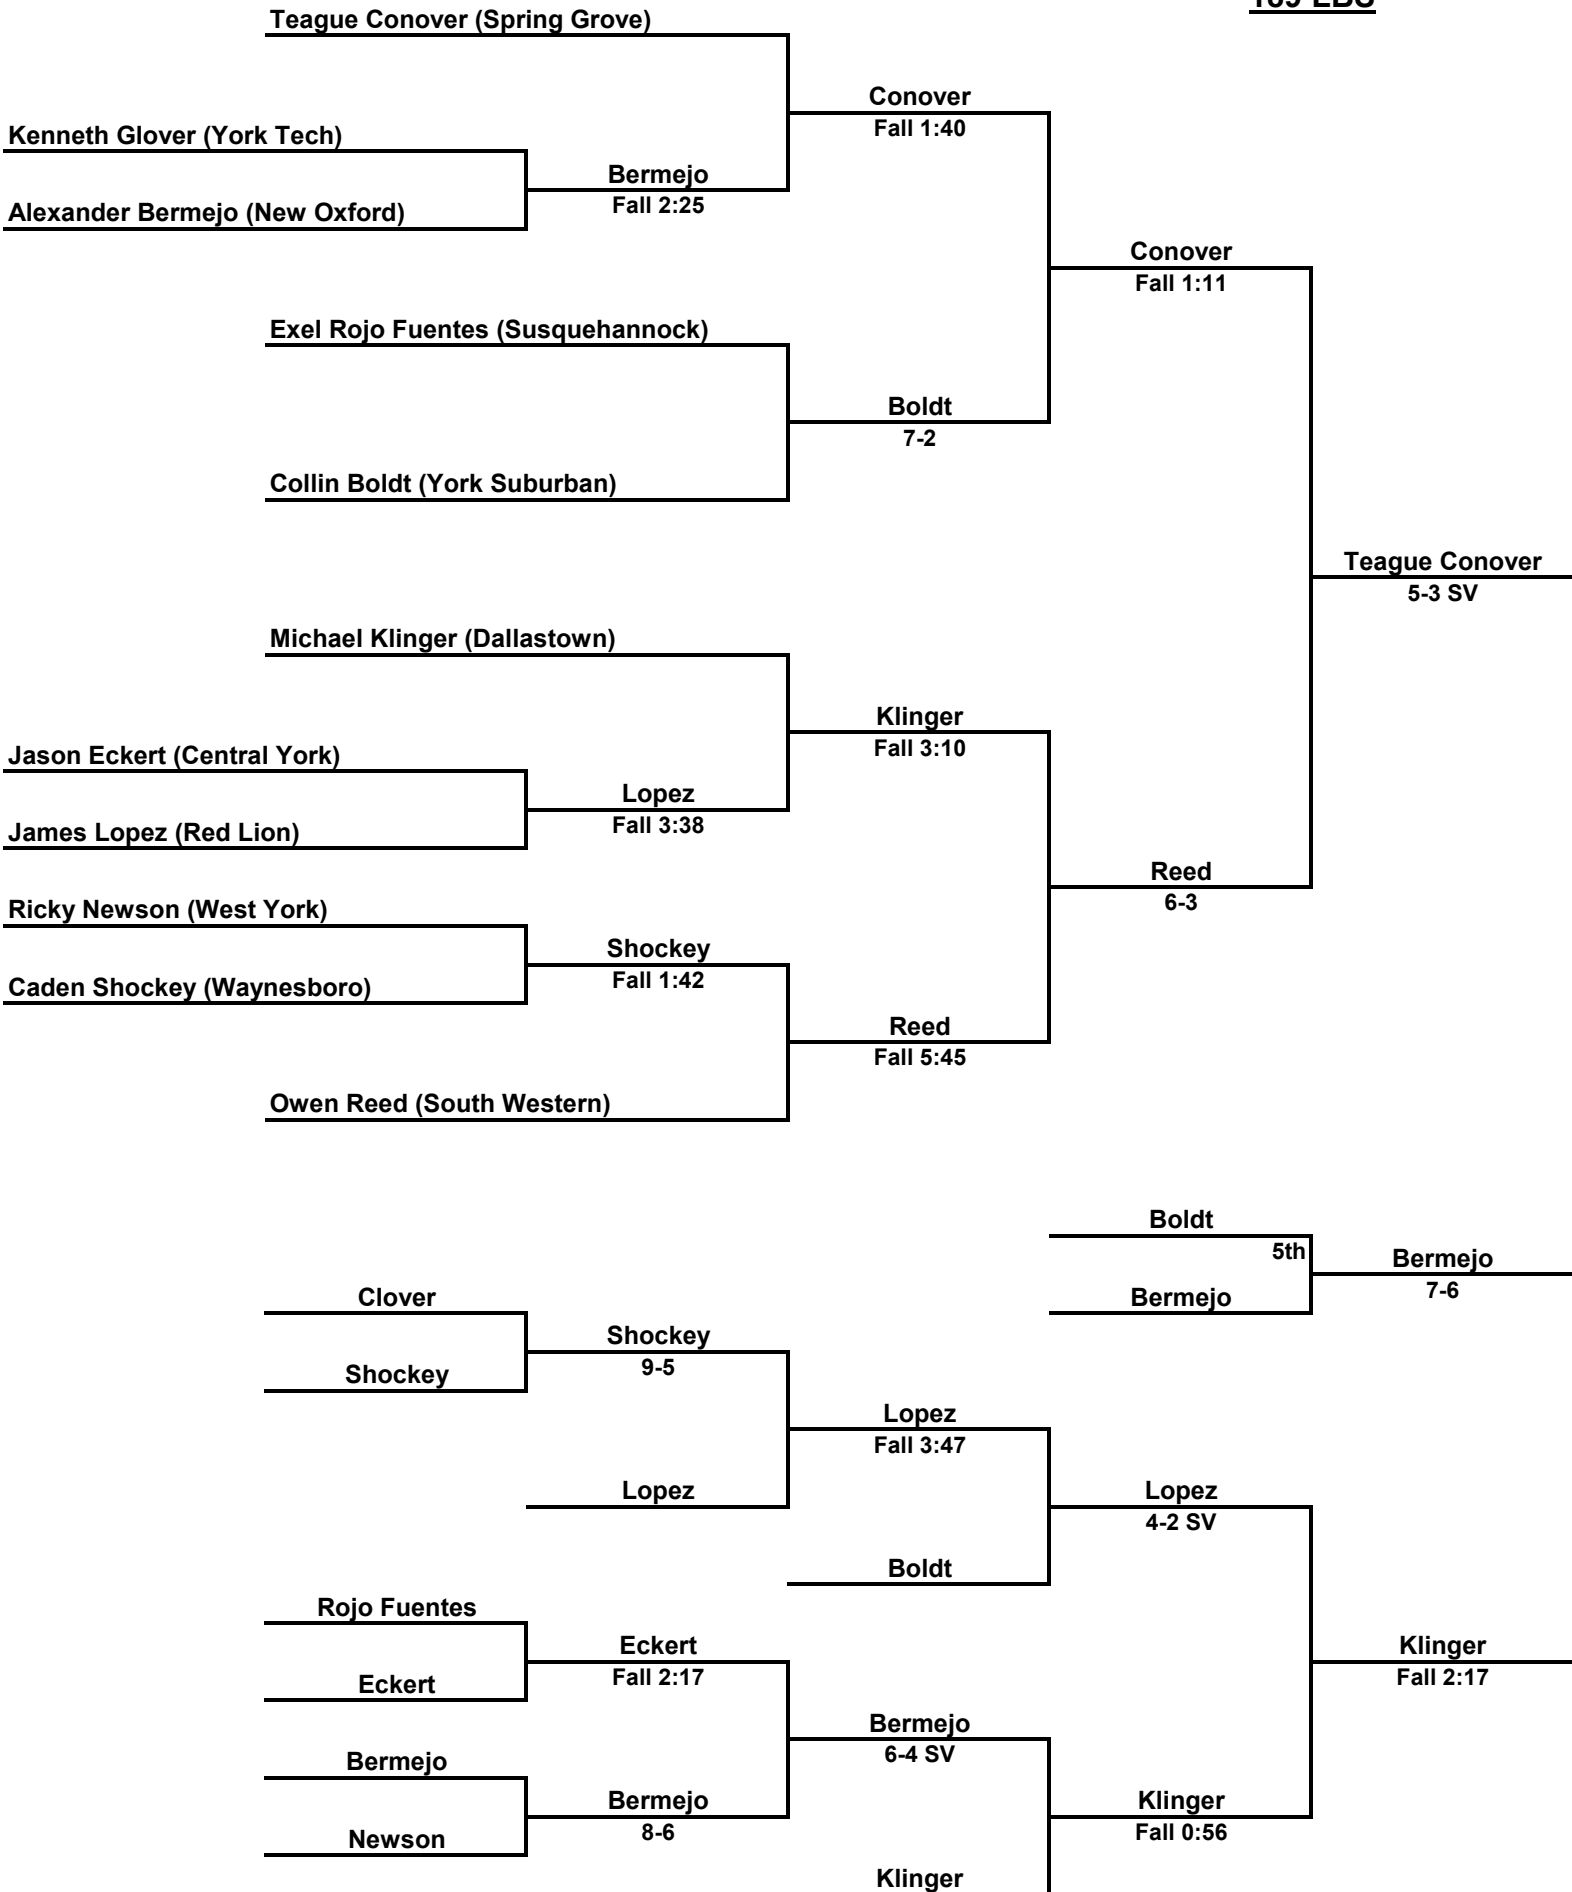 189 LBS
Teague Conover (Spring Grove)
Conover
Fall 1:40
Kenneth Glover (York Tech)
Bermejo
Fall 2:25
Alexander Bermejo (New Oxford)
Conover
Fall 1:11
Exel Rojo Fuentes (Susquehannock)
Boldt
7-2
Collin Boldt (York Suburban)
Teague Conover
5-3 SV
Michael Klinger (Dallastown)
Klinger
Fall 3:10
Jason Eckert (Central York)
Lopez
Fall 3:38
James Lopez (Red Lion)
Reed
6-3
Ricky Newson (West York)
Shockey
Fall 1:42
Caden Shockey (Waynesboro)
Reed
Fall 5:45
Owen Reed (South Western)
Boldt
5th
Bermejo
7-6
Bermejo
Clover
Shockey
9-5
Shockey
Lopez
Fall 3:47
Lopez
Lopez
4-2 SV
Boldt
Rojo Fuentes
Eckert
Fall 2:17
Klinger
Fall 2:17
Eckert
Bermejo
6-4 SV
Bermejo
Bermejo
8-6
Klinger
Fall 0:56
Newson
Klinger